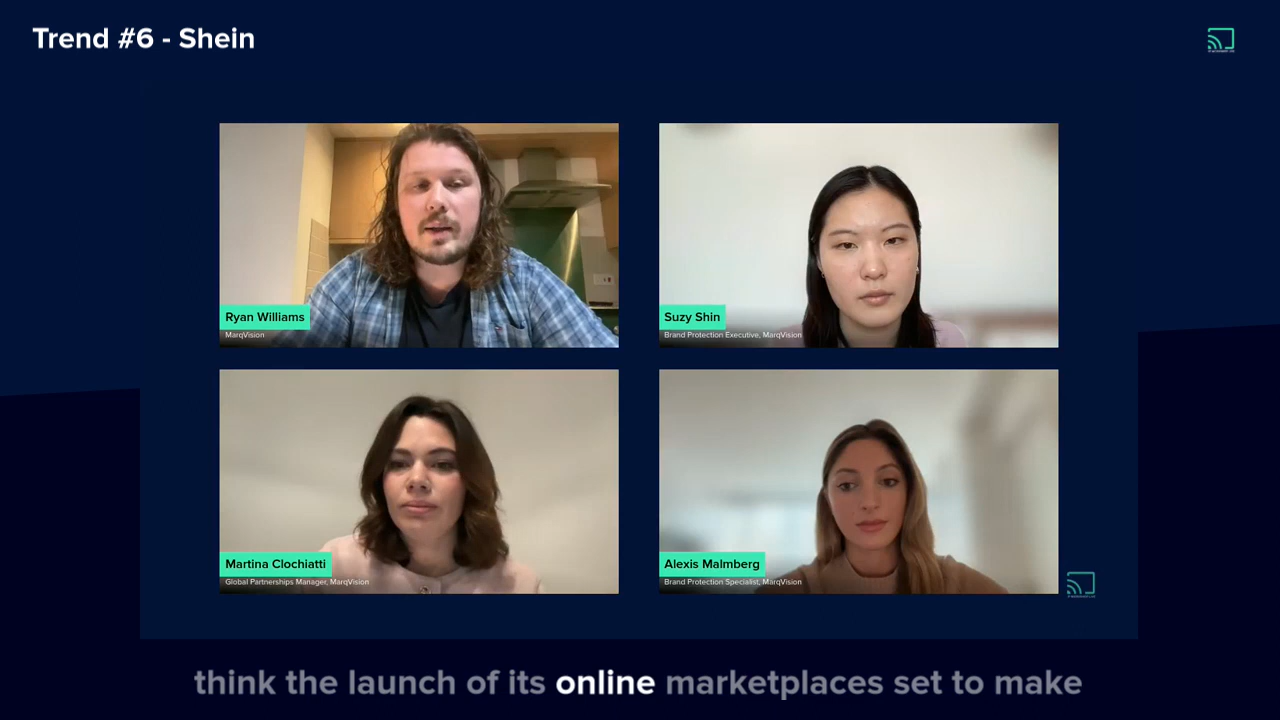 Trend #6 - Shein
Ryan Williams
MarqVision
Suzy Shin
Brand Protection Executive, MarqVision
Martina Clochiatti
Global Partnerships Manager, MarqVision
Alexis Malmberg
Brand Protection Specialist, MarqVision
think the launch of its online marketplaces set to make